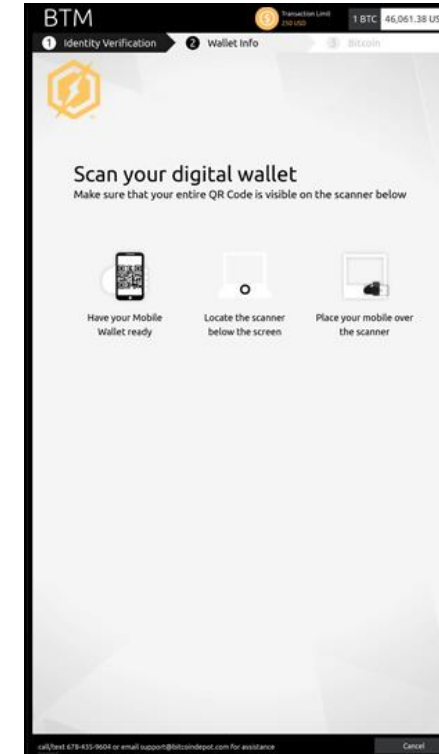 BTM
Transaction Limit
250 USD
1 BTC 46,061.38 US
1 Identity Verification 2 Wallet Info 3 Bitcoin
Scan your digital wallet
Make sure that your entire QR Code is visible on the scanner below
Have your Mobile
Wallet ready
Locate the scanner
below the screen
Place your mobile over
the scanner
call/text 678-435-9604 or email support@bitcoindepot.com for assistance
Cancel